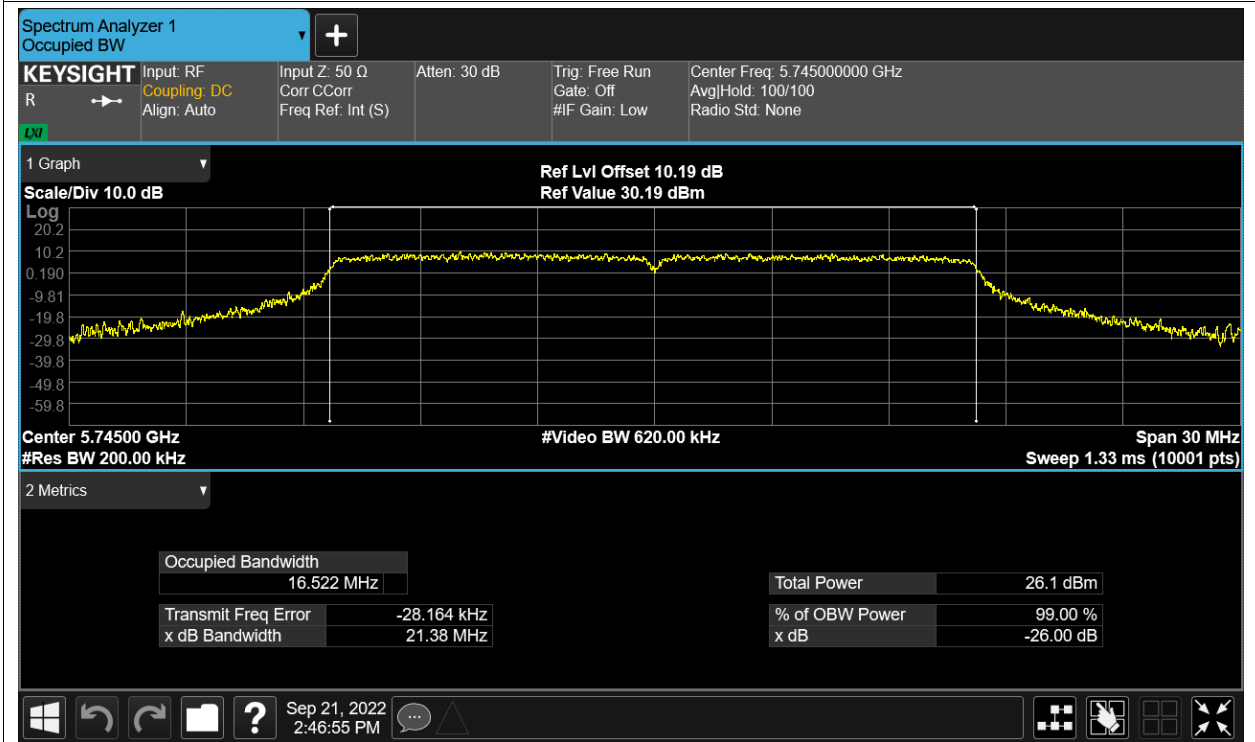 Spectrum Analyzer 1
Occupied BW
KEYSIGHT
R
LXI
Input: RF
Coupling: DC
Align: Auto
Input Z: 50 Ω
Corr CCorr
Freq Ref: Int (S)
Atten: 30 dB
Trig: Free Run
Gate: Off
#IF Gain: Low
Center Freq: 5.745000000 GHz
Avg|Hold: 100/100
Radio Std: None
1 Graph
Scale/Div 10.0 dB
Ref Lvl Offset 10.19 dB
Ref Value 30.19 dBm
Log
20.2
10.2
0.190
-9.81
-19.8
-29.8
-39.8
-49.8
-59.8
Center 5.74500 GHz
#Video BW 620.00 kHz
Span 30 MHz
#Res BW 200.00 kHz
Sweep 1.33 ms (10001 pts)
2 Metrics
Occupied Bandwidth
16.522 MHz
Total Power 26.1 dBm
Transmit Freq Error -28.164 kHz
% of OBW Power 99.00 %
x dB Bandwidth 21.38 MHz
x dB -26.00 dB
?
Sep 21, 2022
2:46:55 PM